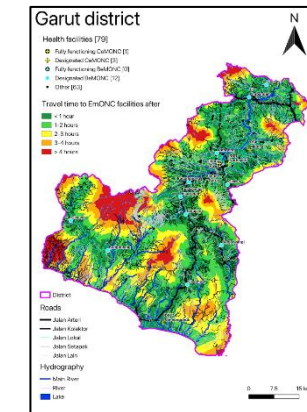 Garut district
N
Health facilities [79]
Fully functioning CeMONC [1]
Designated CeMONC [3]
Fully functioning BeMONC [0]
Designated BeMONC [12]
Other [63]
Travel time to EmONC facilities after
< 1 hour
1-2 hours
2-3 hours
3-4 hours
> 4 hours
District
Roads
Jalan Arteri
Jalan Kolektor
Jalan Lokal
Jalan Setapak
Jalan Lain
Hydrography
Main River
River
Lake
0 7.5 15 km